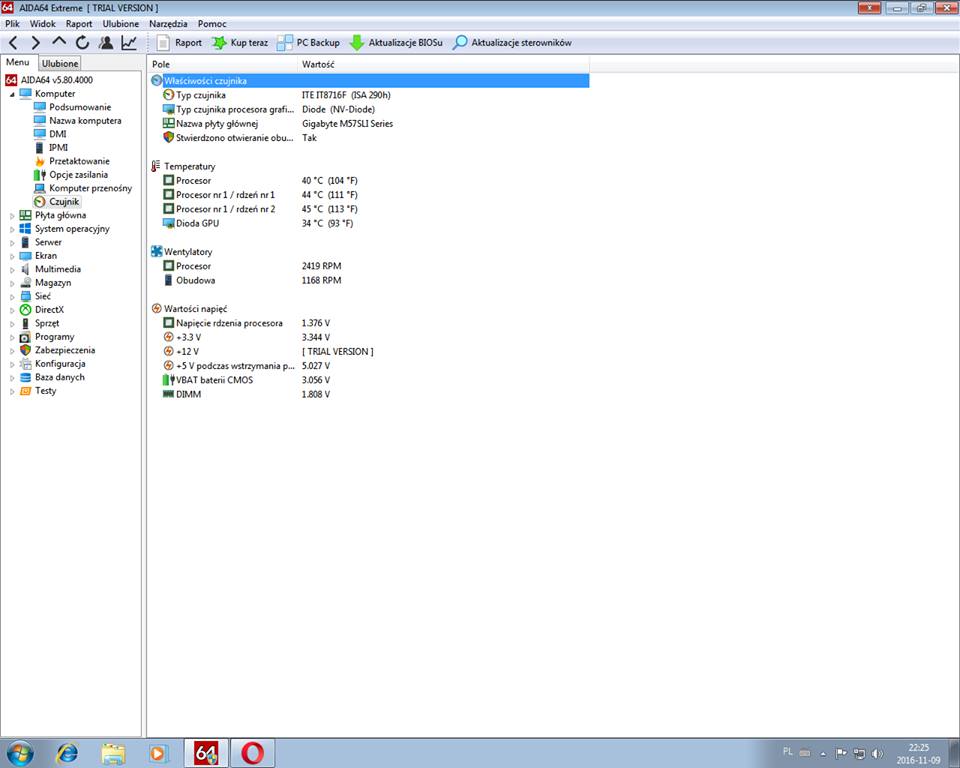 AIDA64 Extreme [ TRIAL VERSION ]
Plik Widok Raport Ulubione Narzędzia Pomoc
Raport Kup teraz PC Backup Aktualizacje BIOSu Aktualizacje sterowników
Menu Ulubione
64 AIDA64 v5.80.4000
Komputer
Podsumowanie
Nazwa komputera
DMI
IPMI
Przetaktowanie
Opcje zasilania
Komputer przenośny
Czujnik
Płyta główna
System operacyjny
Serwer
Ekran
Multimedia
Magazyn
Sieć
DirectX
Sprzęt
Programy
Zabezpieczenia
Konfiguracja
Baza danych
Testy
Pole Wartość
Właściwości czujnika
Typ czujnika ITE IT8716F (ISA 290h)
Typ czujnika procesora grafi... Diode (NV-Diode)
Nazwa płyty głównej Gigabyte M57SLI Series
Stwierdzono otwieranie obu... Tak
Temperatury
Procesor 40 °C (104 °F)
Procesor nr 1 / rdzeń nr 1 44 °C (111 °F)
Procesor nr 1 / rdzeń nr 2 45 °C (113 °F)
Dioda GPU 34 °C (93 °F)
Wentylatory
Procesor 2419 RPM
Obudowa 1168 RPM
Wartości napięć
Napięcie rdzenia procesora 1.376 V
+3.3 V 3.344 V
+12 V [ TRIAL VERSION ]
+5 V podczas wstrzymania p... 5.027 V
VBAT baterii CMOS 3.056 V
DIMM 1.808 V
64
PL
22:25
2016-11-09